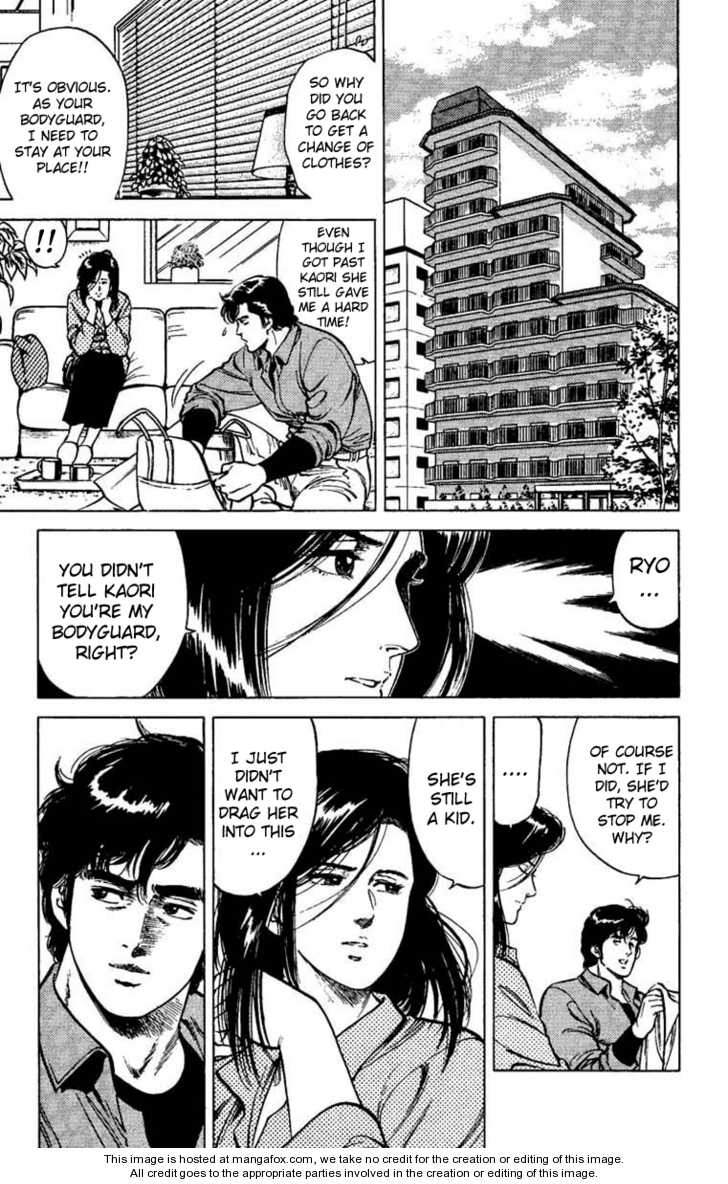 SO WHY
DID YOU
GO BACK
TO GET A
CHANGE OF
CLOTHES?
IT'S OBVIOUS.
AS YOUR
BODYGUARD,
I NEED TO
STAY AT YOUR
PLACE!!
EVEN
THOUGH I
GOT PAST
KAORI SHE
STILL GAVE
ME A HARD
TIME!
!!
RYO
...
YOU DIDN'T
TELL KAORI
YOU'RE MY
BODYGUARD,
RIGHT?
OF COURSE
NOT. IF I
DID, SHE'D
TRY TO
STOP ME.
WHY?
....
SHE'S
STILL
A KID.
I JUST
DIDN'T
WANT TO
DRAG HER
INTO THIS
...
This image is hosted at mangafox.com, we take no credit for the creation or editing of this image.
All credit goes to the appropriate parties involved in the creation or editing of this image.